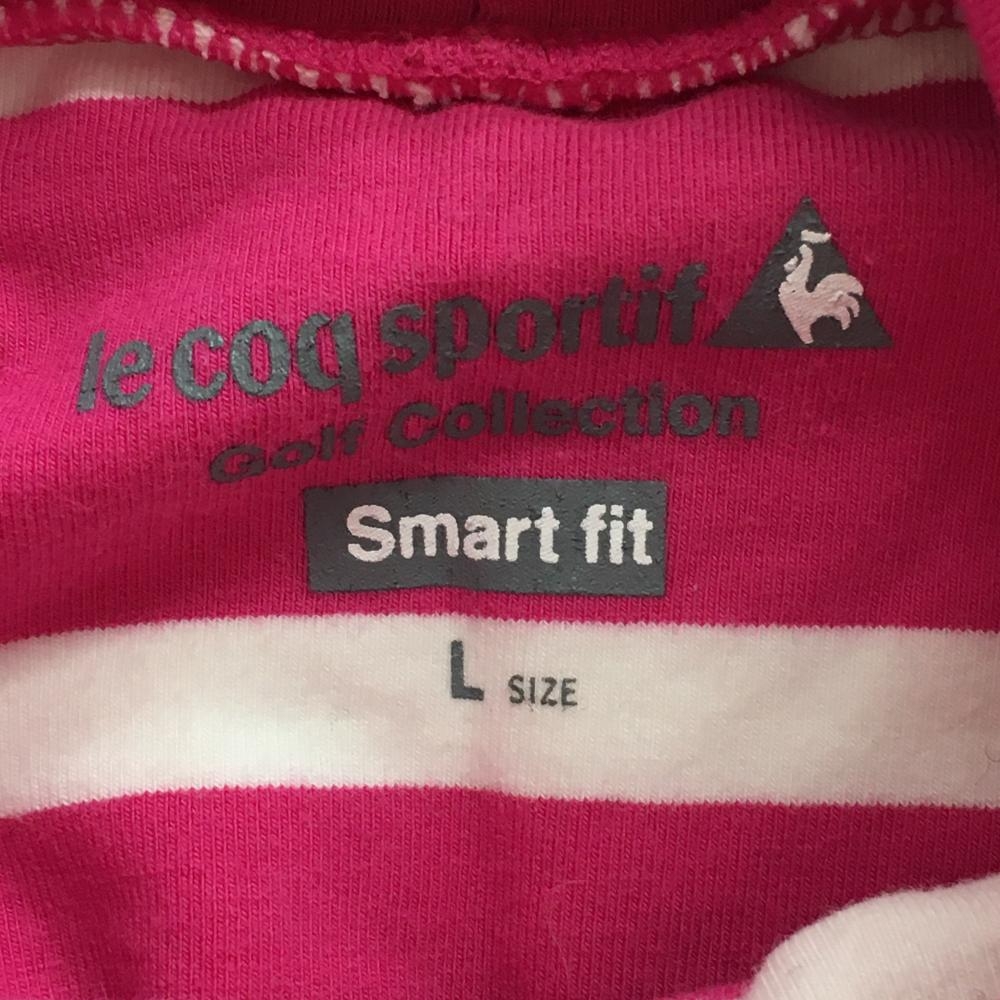 le coq sportif
Golf Collection
Smart fit
L SIZE